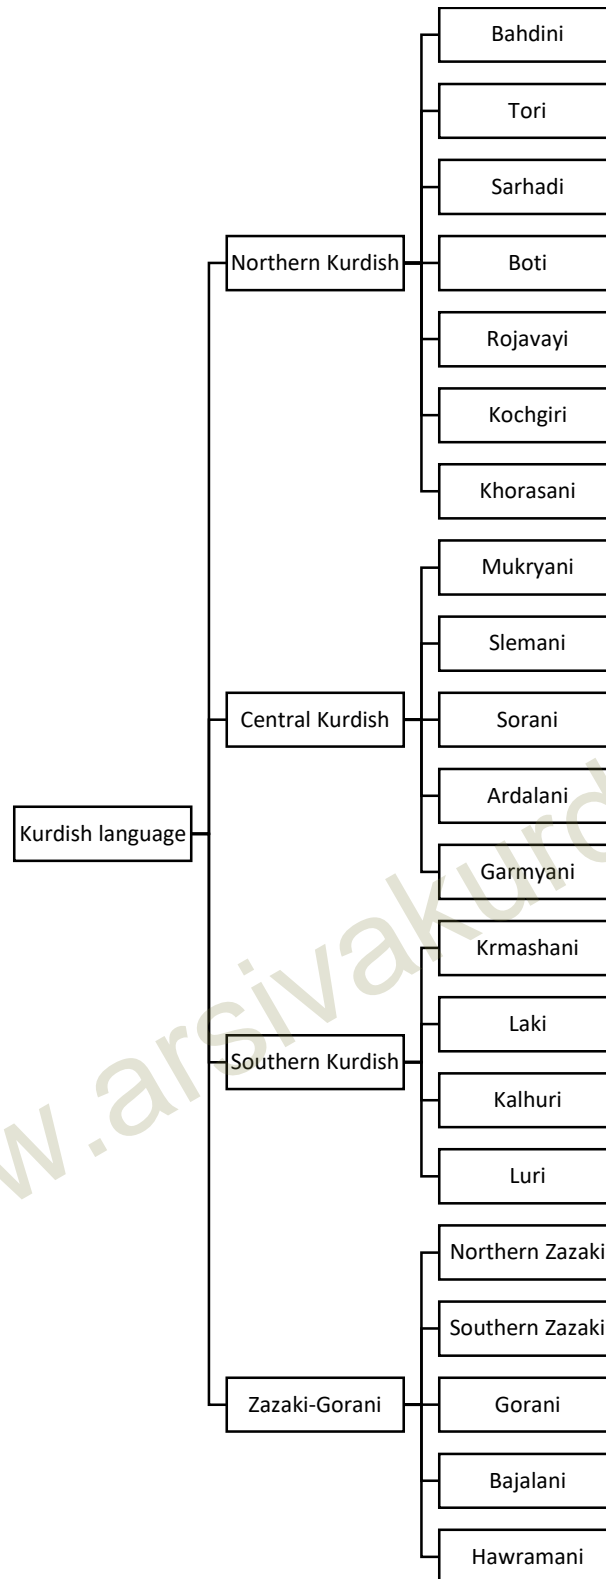 Kurdish language
Northern Kurdish
Bahdini
Tori
Sarhadi
Boti
Rojavayi
Kochgiri
Khorasani
Central Kurdish
Mukryani
Slemani
Sorani
Ardalani
Garmyani
Southern Kurdish
Krmashani
Laki
Kalhuri
Luri
Zazaki-Gorani
Northern Zazaki
Southern Zazaki
Gorani
Bajalani
Hawramani
w.arsivakurd